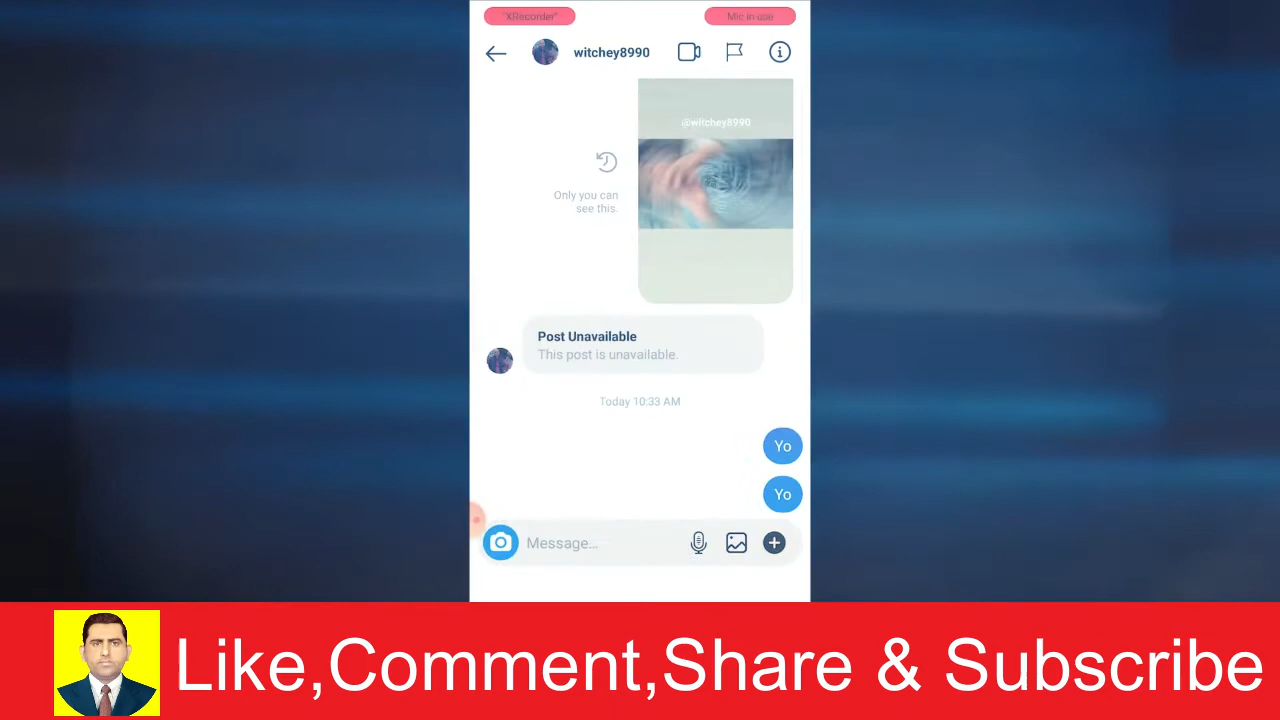 "XRecorder"
Mic in use
witchey8990
@witchey8990
Only you can
see this.
Post Unavailable
This post is unavailable.
Today 10:33 AM
Yo
Yo
Message...
Like,Comment,Share & Subscribe